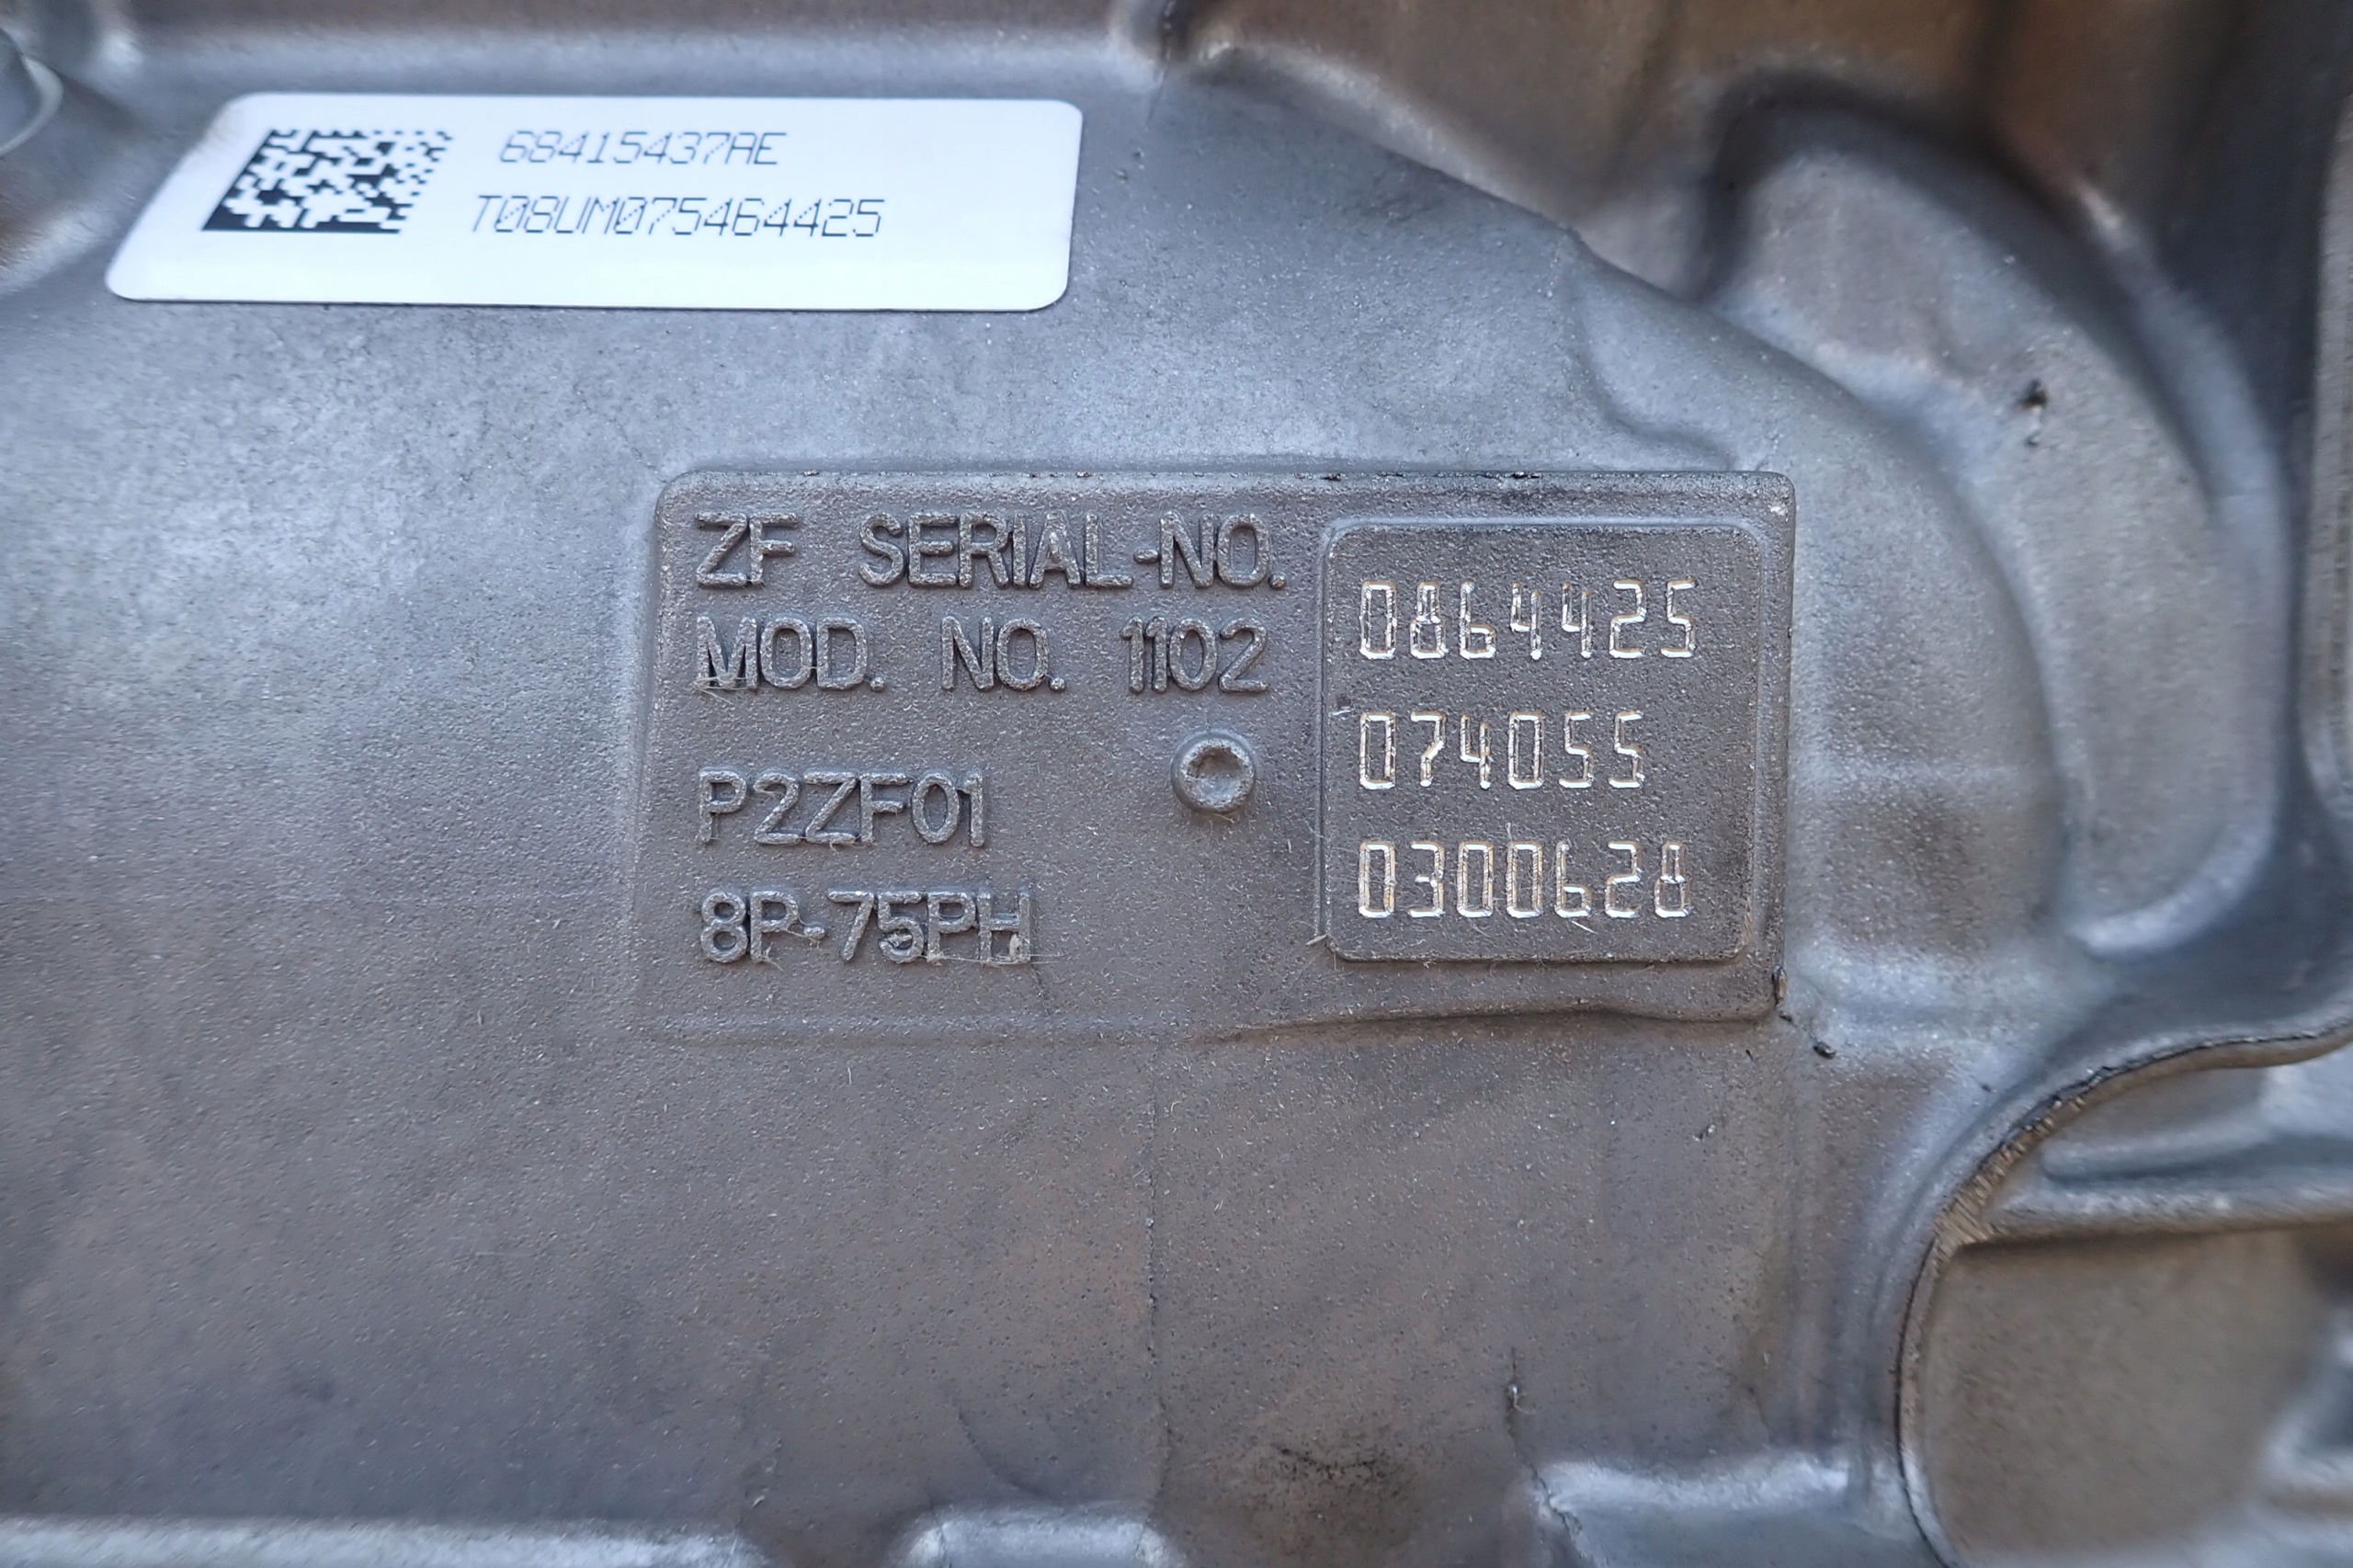 68415437AE
T08UM075464425
ZF SERIAL-NO. 0864425
MOD. NO. 1102 074055
P2ZF01 0300628
8P-75PH